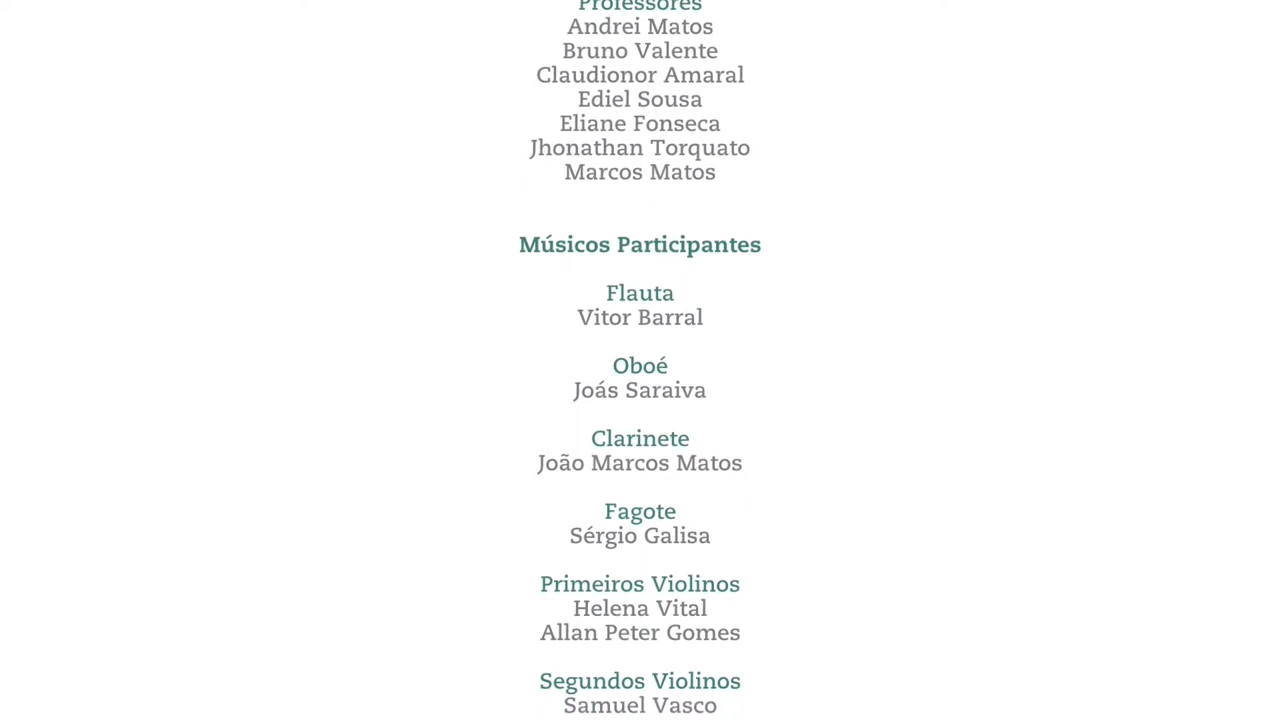 Professores
Andrei Matos
Bruno Valente
Claudionor Amaral
Ediel Sousa
Eliane Fonseca
Jhonathan Torquato
Marcos Matos
Músicos Participantes
Flauta
Vitor Barral
Oboé
Joás Saraiva
Clarinete
João Marcos Matos
Fagote
Sérgio Galisa
Primeiros Violinos
Helena Vital
Allan Peter Gomes
Segundos Violinos
Samuel Vasco